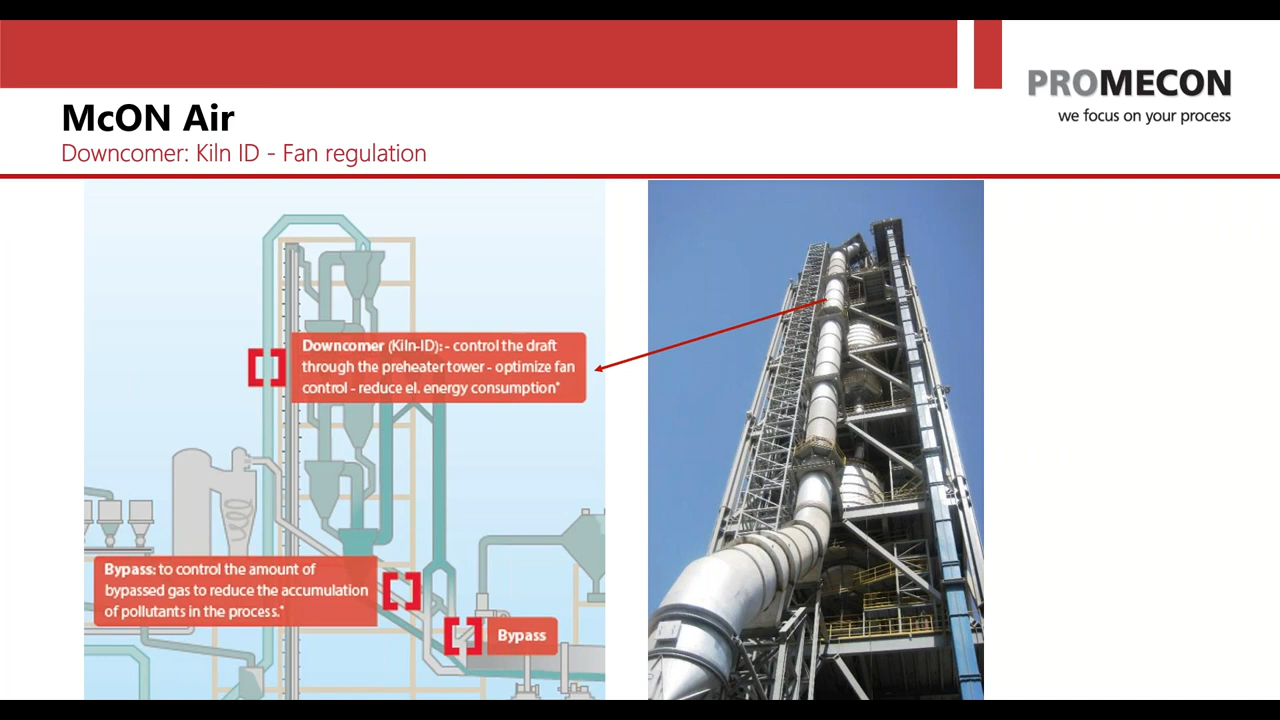 PROMECON
we focus on your process
McON Air
Downcomer: Kiln ID - Fan regulation
Downcomer (Kiln-ID): - control the draft
through the preheater tower - optimize fan
control - reduce el. energy consumption*
Bypass: to control the amount of
bypassed gas to reduce the accumulation
of pollutants in the process.*
Bypass